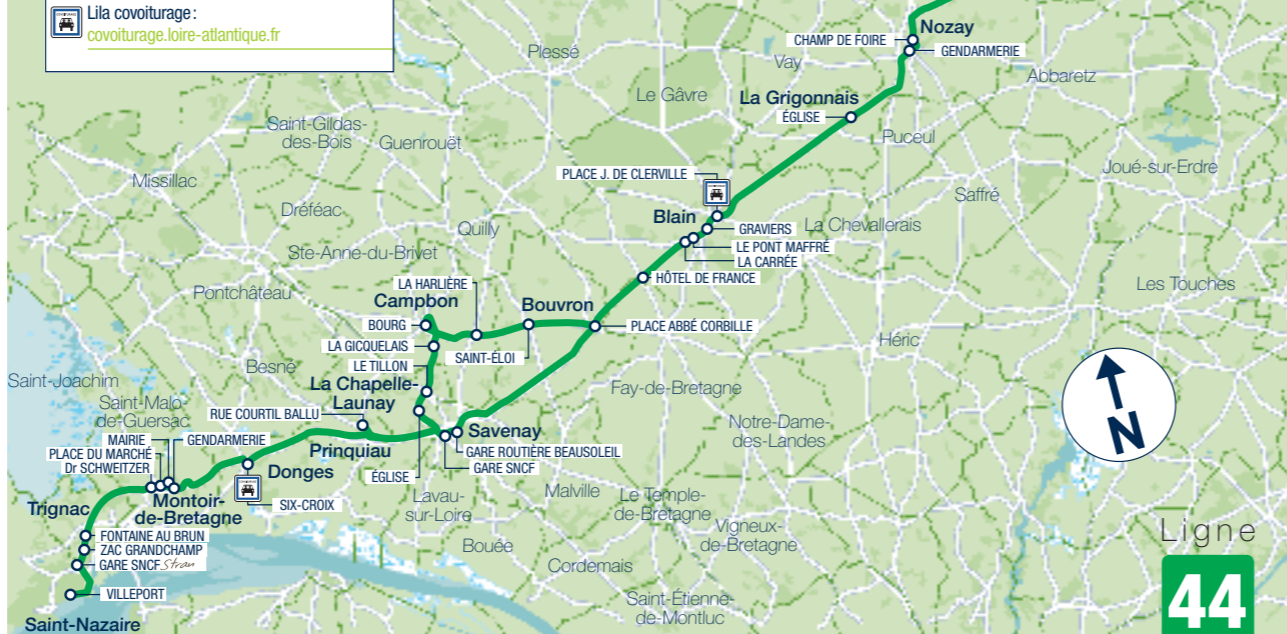 Lila covoiturage :
covoiturage.loire-atlantique.fr
Nozay
CHAMP DE FOIRE
GENDARMERIE
Plessé
Vay
Abbaretz
Le Gâvre
La Grigonnais
ÉGLISE
Puceul
Saint-Gildas-
des-Bois
Guenrouët
Joué-sur-Erdre
Missillac
PLACE J. DE CLERVILLE
Saffré
Dréféac
Blain
La Chevallerais
Quilly
GRAVIERS
Ste-Anne-du-Brivet
LE PONT MAFFRÉ
LA CARRÉE
LA HARLIÈRE
HÔTEL DE FRANCE
Les Touches
Pontchâteau
Campbon
Bouvron
BOURG
PLACE ABBÉ CORBILLE
LA GICQUELAIS
SAINT-ÉLOI
Héric
Besné
LE TILLON
Saint-Joachim
La Chapelle-
Launay
Fay-de-Bretagne
Saint-Malo-
de-Guersac
RUE COURTIL BALLU
Notre-Dame-
des-Landes
N
MAIRIE
GENDARMERIE
Savenay
PLACE DU MARCHÉ
Prinquiau
GARE ROUTIÈRE BEAUSOLEIL
Dr SCHWEITZER
Donges
ÉGLISE
GARE SNCF
Trignac
Montoir-
de-Bretagne
SIX-CROIX
Lavau-
sur-Loire
Malville
Le Temple-
de-Bretagne
Vigneux-
de-Bretagne
Ligne
44
FONTAINE AU BRUN
ZAC GRANDCHAMP
GARE SNCF Stran
Bouée
Cordemais
VILLEPORT
Saint-Étienne-
de-Montluc
Saint-Nazaire